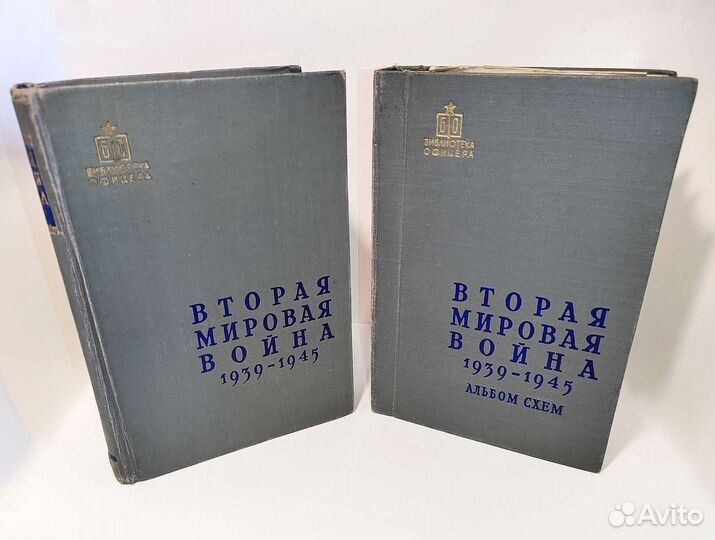 БО
БИБЛИОТЕКА
ОФИЦЕРА
ВТОРАЯ
МИРОВАЯ
ВОЙНА
1939-1945
БО
БИБЛИОТЕКА
ОФИЦЕРА
ВТОРАЯ
МИРОВАЯ
ВОЙНА
1939-1945
АЛЬБОМ СХЕМ
Avito